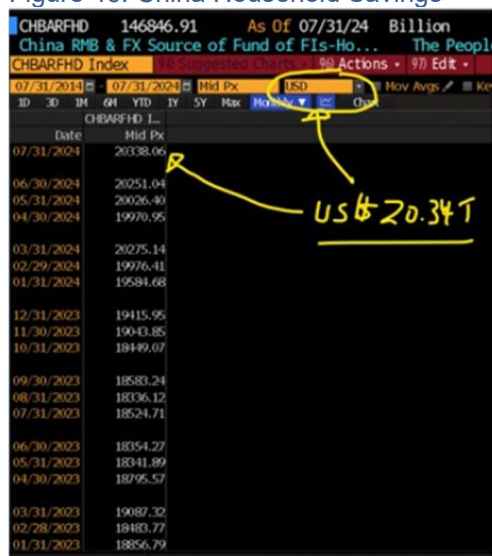 Figure 10: China Household Savings
CHBARFHD 146846.91 As Of 07/31/24 Billion
China RMB & FX Source of Fund of FIs-Ho... The Peopl
CHBARFHD Index 94) Suggested Charts 96) Actions 97) Edit
07/31/2014 - 07/31/2024 Mid Px USD Mov Avgs Ke
1D 3D 1M 6M YTD 1Y 5Y Max Monthly ▼ Chart
CHBARFHD I...
Date Mid Px
07/31/2024 20338.06
06/30/2024 20251.04
05/31/2024 20026.40
US$ 20.34T
04/30/2024 19970.95
03/31/2024 20275.14
02/29/2024 19976.41
01/31/2024 19584.68
12/31/2023 19415.95
11/30/2023 19043.85
10/31/2023 18449.07
09/30/2023 18583.24
08/31/2023 18336.12
07/31/2023 18524.71
06/30/2023 18354.27
05/31/2023 18341.89
04/30/2023 18795.57
03/31/2023 19087.32
02/28/2023 18483.77
01/31/2023 18856.79